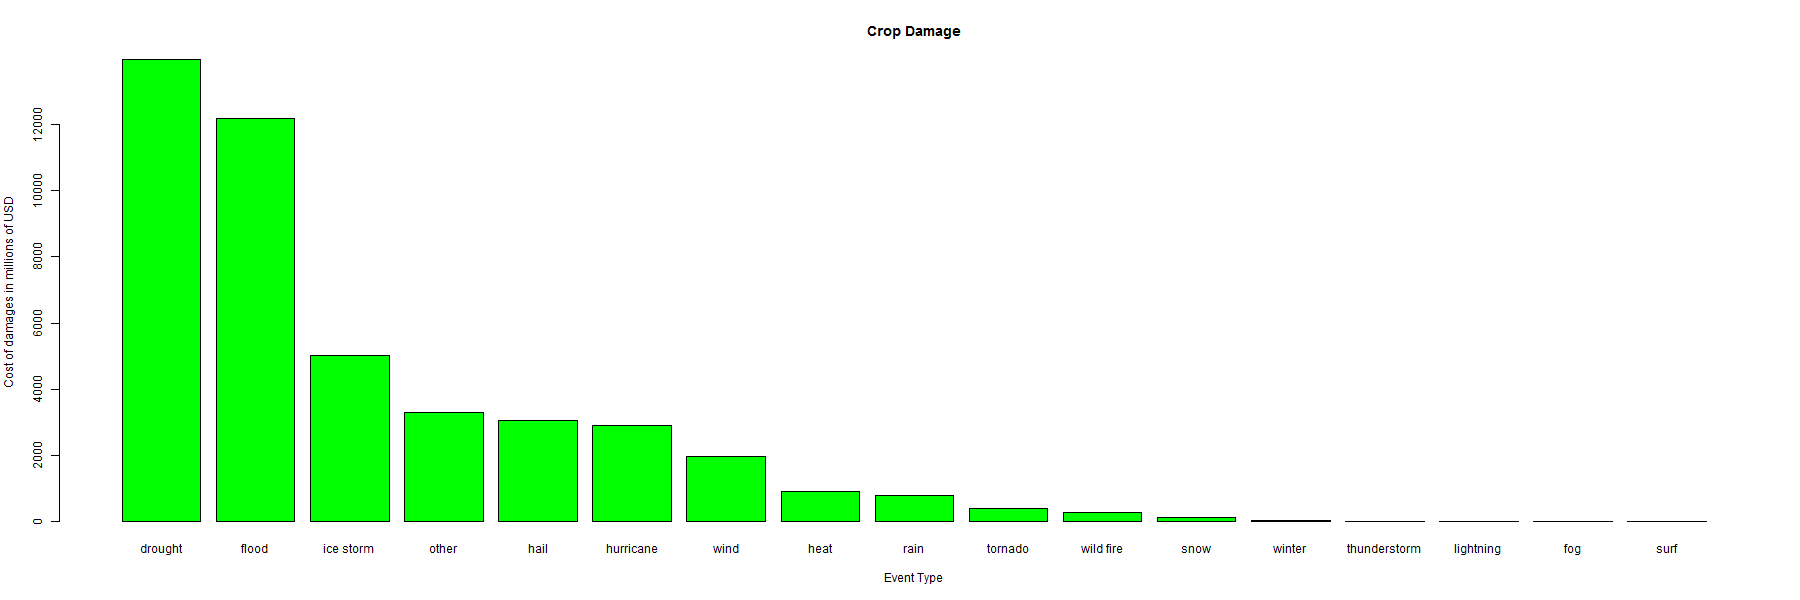 Crop Damage
Cost of damages in millions of USD
12000
10000
8000
6000
4000
2000
0
drought flood ice storm other hail hurricane wind heat rain tornado wild fire snow winter thunderstorm lightning fog surf
Event Type